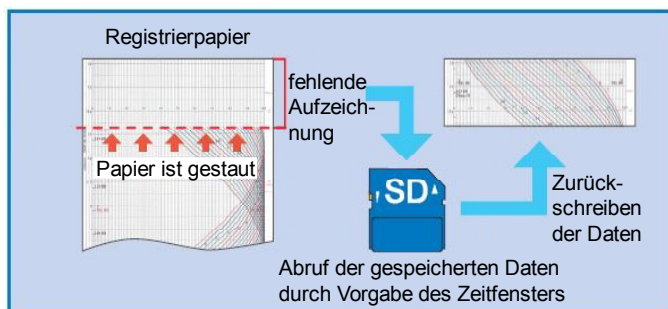 Registrierpapier
fehlende
Aufzeich-
nung
Papier ist gestaut
SD
Zurück-
schreiben
der Daten
Abruf der gespeicherten Daten
durch Vorgabe des Zeitfensters